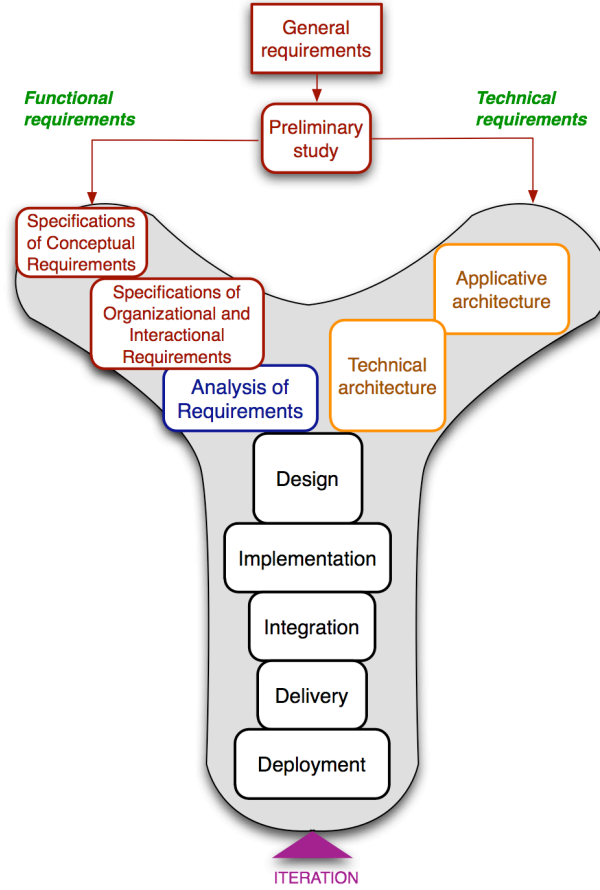 General
requirements
Functional
requirements
Technical
requirements
Preliminary
study
Specifications
of Conceptual
Requirements
Specifications of
Organizational and
Interactional
Requirements
Applicative
architecture
Technical
architecture
Analysis of
Requirements
Design
Implementation
Integration
Delivery
Deployment
ITERATION